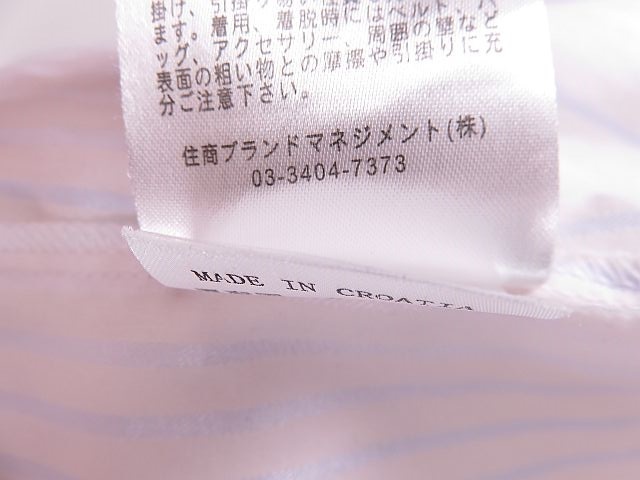 ます。着用、着脱時にはベルト、バ
ッグ、アクセサリー、周囲の壁など
表面の粗い物との摩擦や引掛りに充
分ご注意下さい。
住商ブランドマネジメント(株)
03-3404-7373
MADE IN CROATIA